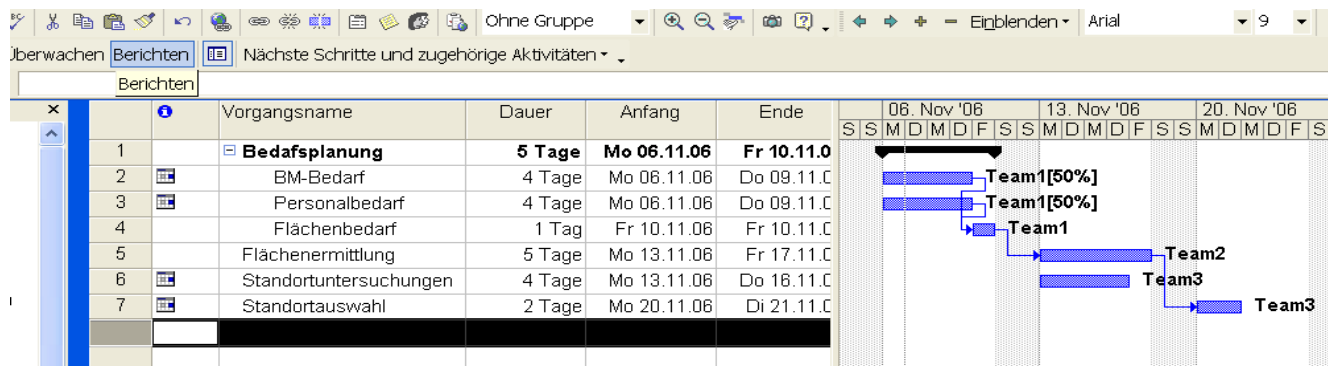 Ohne Gruppe Einblenden Arial 9
Überwachen Berichten Nächste Schritte und zugehörige Aktivitäten
Berichten
Vorgangsname Dauer Anfang Ende 06. Nov '06 13. Nov '06 20. Nov '06
S S M D M D F S S M D M D F S S M D M D F S
1 Bedafsplanung 5 Tage Mo 06.11.06 Fr 10.11.0
2 BM-Bedarf 4 Tage Mo 06.11.06 Do 09.11.0 Team1[50%]
3 Personalbedarf 4 Tage Mo 06.11.06 Do 09.11.0 Team1[50%]
4 Flächenbedarf 1 Tag Fr 10.11.06 Fr 10.11.0 Team1
5 Flächenermittlung 5 Tage Mo 13.11.06 Fr 17.11.0 Team2
6 Standortuntersuchungen 4 Tage Mo 13.11.06 Do 16.11.0 Team3
7 Standortauswahl 2 Tage Mo 20.11.06 Di 21.11.0 Team3